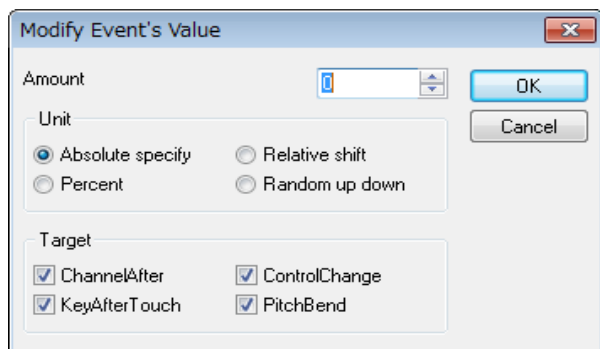 Modify Event's Value
Amount 0 OK
Unit Cancel
Absolute specify Relative shift
Percent Random up down
Target
ChannelAfter ControlChange
KeyAfterTouch PitchBend